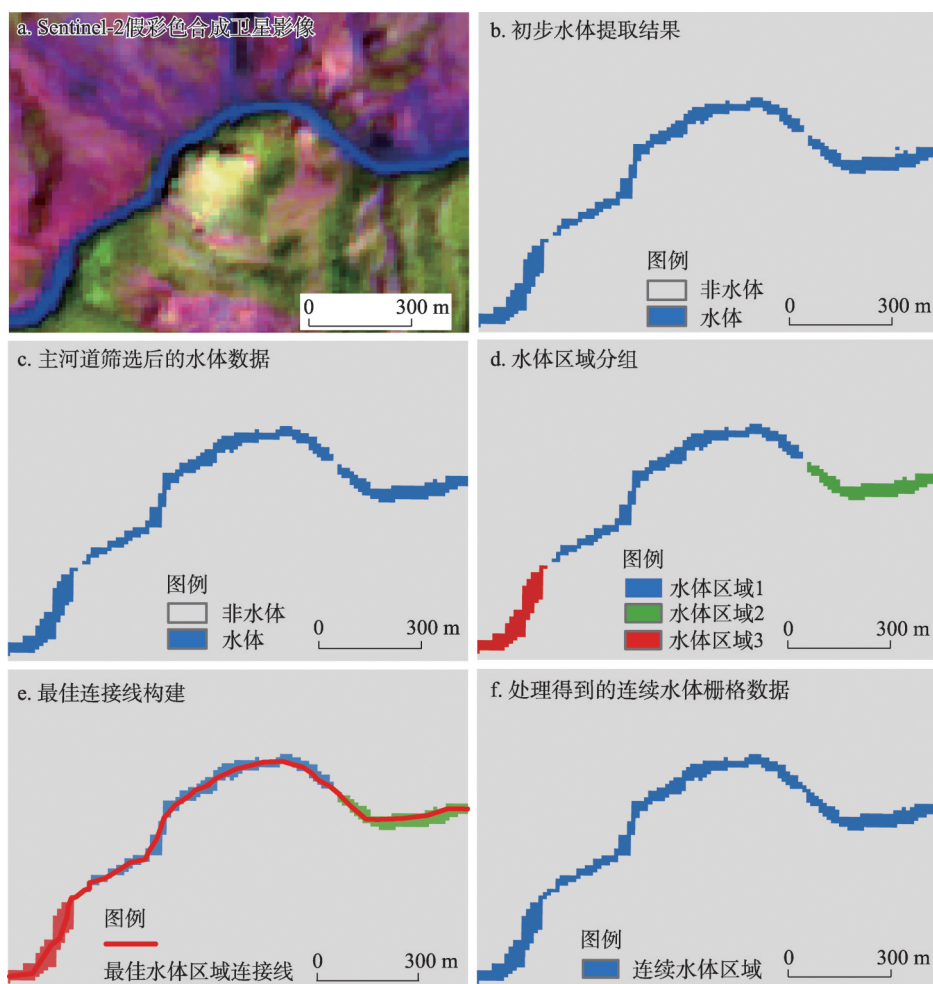 a. Sentinel-2假彩色合成卫星影像
0 300 m
b. 初步水体提取结果
图例
非水体
水体
0 300 m
c. 主河道筛选后的水体数据
图例
非水体
水体
0 300 m
d. 水体区域分组
图例
水体区域1
水体区域2
水体区域3
0 300 m
e. 最佳连接线构建
图例
最佳水体区域连接线
0 300 m
f. 处理得到的连续水体栅格数据
图例
连续水体区域
0 300 m